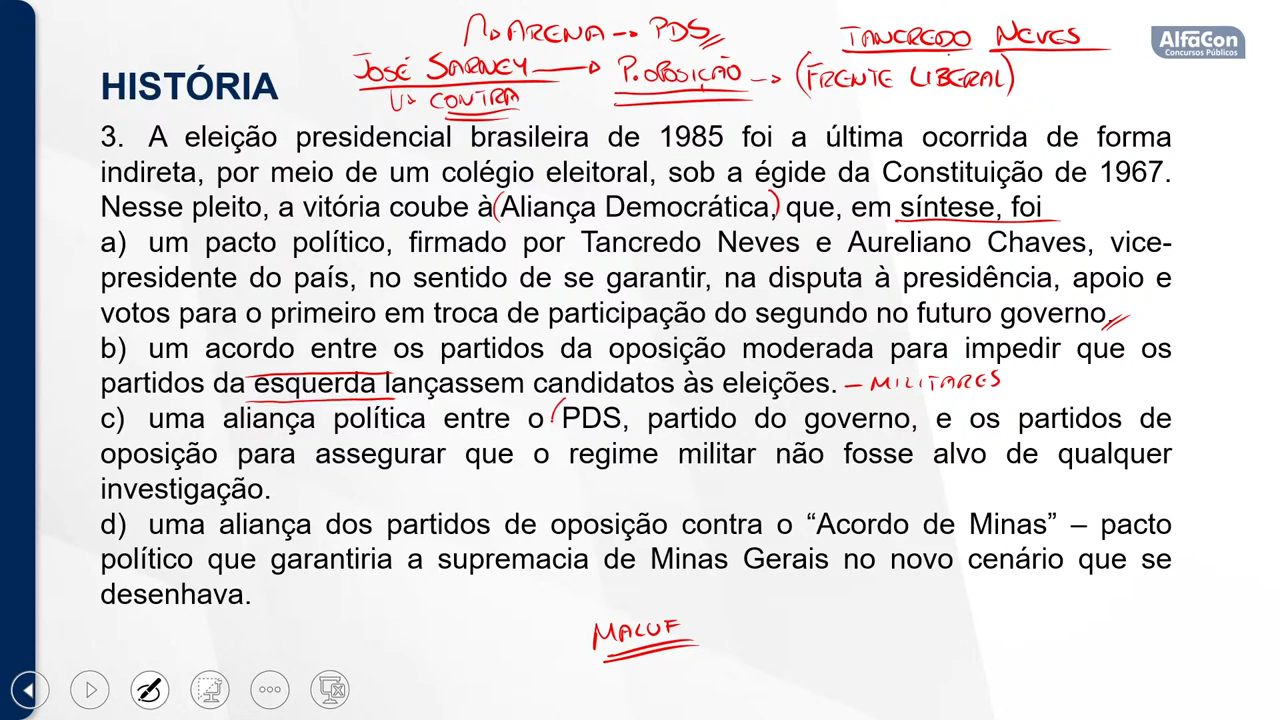 ↳ ARENA → PDS
TANCREDO NEVES
AlfaCon
Concursos Públicos
JOSÉ SARNEY → P. OPOSIÇÃO → (FRENTE LIBERAL)
↳ CONTRA
HISTÓRIA
3. A eleição presidencial brasileira de 1985 foi a última ocorrida de forma
indireta, por meio de um colégio eleitoral, sob a égide da Constituição de 1967.
Nesse pleito, a vitória coube à (Aliança Democrática,) que, em síntese, foi
a) um pacto político, firmado por Tancredo Neves e Aureliano Chaves, vice-
presidente do país, no sentido de se garantir, na disputa à presidência, apoio e
votos para o primeiro em troca de participação do segundo no futuro governo.
b) um acordo entre os partidos da oposição moderada para impedir que os
partidos da esquerda lançassem candidatos às eleições. – MILITARES
c) uma aliança política entre o (PDS, partido do governo, e os partidos de
oposição para assegurar que o regime militar não fosse alvo de qualquer
investigação.
d) uma aliança dos partidos de oposição contra o “Acordo de Minas” – pacto
político que garantiria a supremacia de Minas Gerais no novo cenário que se
desenhava.
MALUF